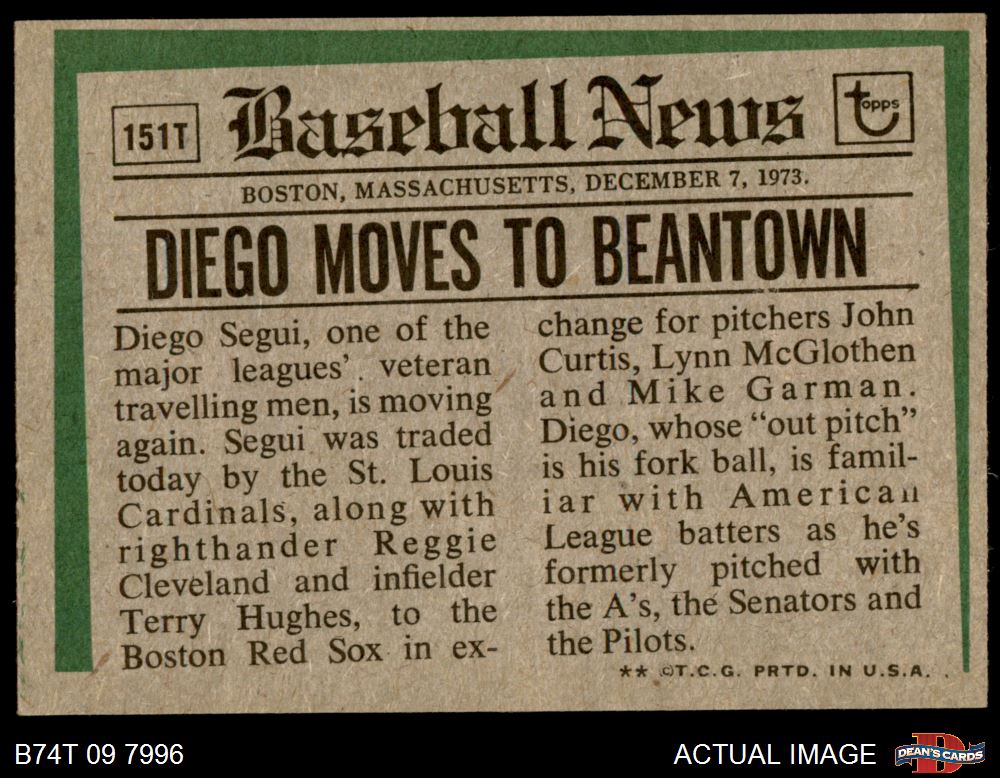 151T
Baseball News
topps
BOSTON, MASSACHUSETTS, DECEMBER 7, 1973.
DIEGO MOVES TO BEANTOWN
Diego Segui, one of the
major leagues' veteran
travelling men, is moving
again. Segui was traded
today by the St. Louis
Cardinals, along with
righthander Reggie
Cleveland and infielder
Terry Hughes, to the
Boston Red Sox in ex-
change for pitchers John
Curtis, Lynn McGlothen
and Mike Garman.
Diego, whose "out pitch"
is his fork ball, is famil-
iar with American
League batters as he's
formerly pitched with
the A's, the Senators and
the Pilots.
** ©T.C.G. PRTD. IN U.S.A.
B74T 09 7996
ACTUAL IMAGE
DEAN'S CARDS